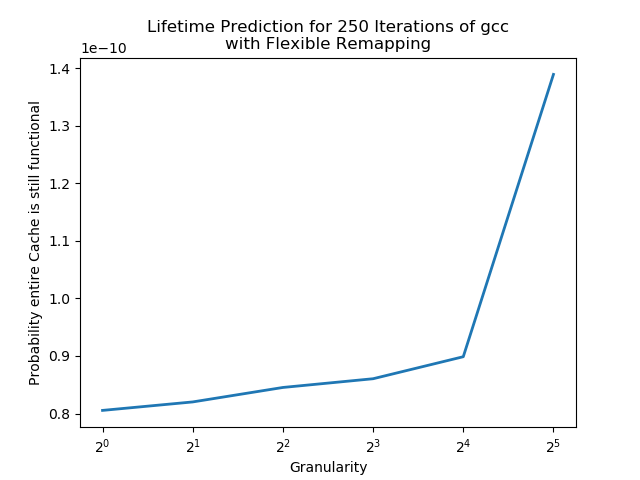 Lifetime Prediction for 250 Iterations of gcc
with Flexible Remapping
1e−10
1.4
1.3
1.2
1.1
1.0
0.9
0.8
Probability entire Cache is still functional
2^0 2^1 2^2 2^3 2^4 2^5
Granularity